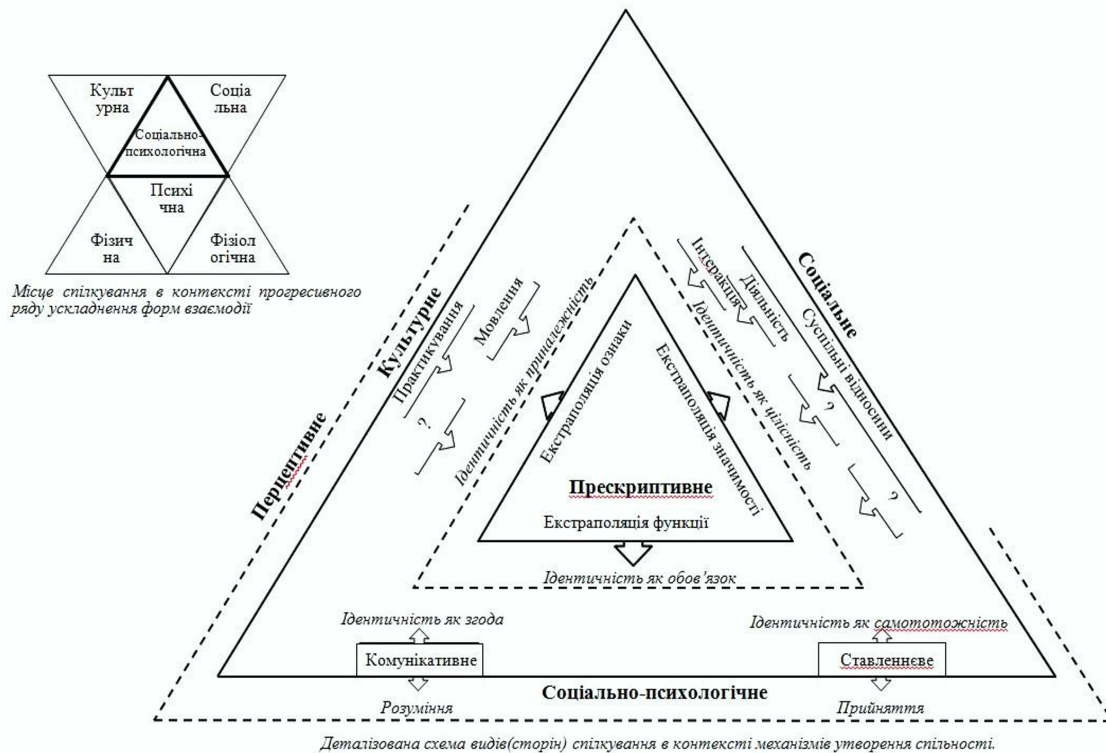 Культ
урна
Соціа
льна
Соціально-
психологічна
Психі
чна
Фізич
на
Фізіол
огічна
Місце спілкування в контексті прогресивного
ряду ускладнення форм взаємодії
Перцептивне
Культурне
Практикування
?
Мовлення
Ідентичність як приналежність
Екстраполяція ознаки
Екстраполяція значимості
Прескриптивне
Екстраполяція функції
Ідентичність як обов’язок
Ідентичність як цілісність
Інтеракція
Діяльність
Суспільні відносини
Соціальне
?
?
Ідентичність як згода
Ідентичність як самототожність
Комунікативне
Ставленнєве
Соціально-психологічне
Розуміння
Прийняття
Деталізована схема видів(сторін) спілкування в контексті механізмів утворення спільності